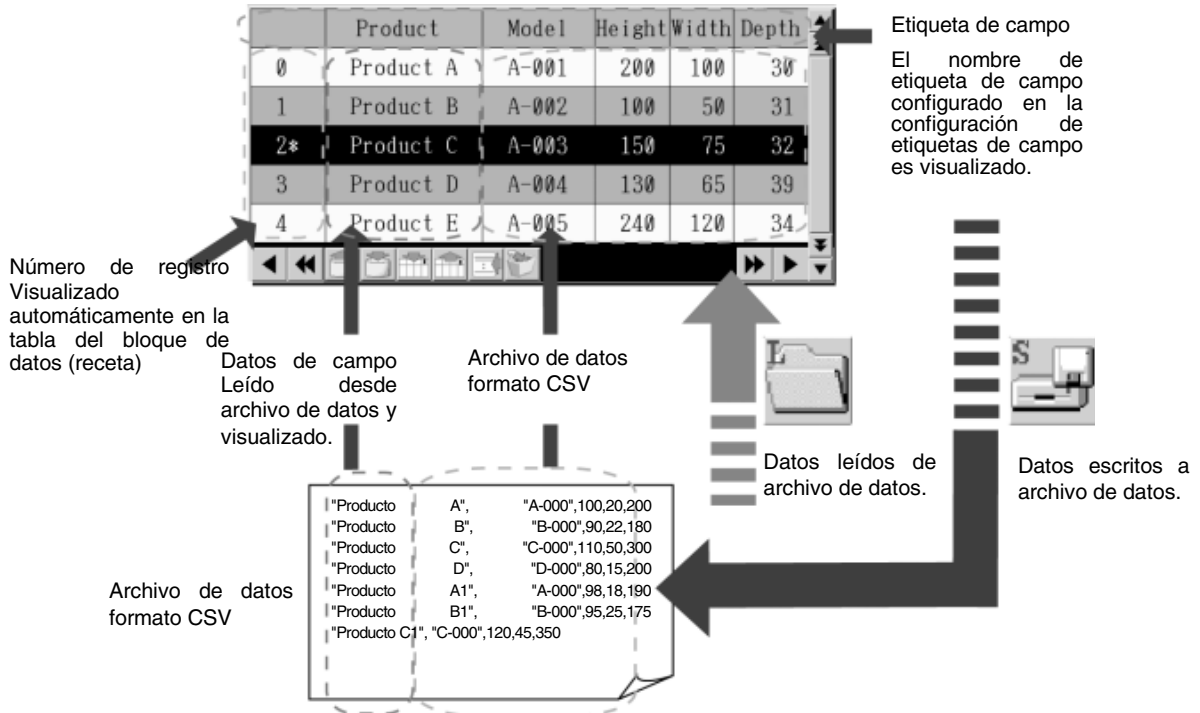 Product Model Height Width Depth
0 Product A A-001 200 100 30
1 Product B A-002 100 50 31
2* Product C A-003 150 75 32
3 Product D A-004 130 65 39
4 Product E A-005 240 120 34
Etiqueta de campo
El nombre de
etiqueta de campo
configurado en la
configuración de
etiquetas de campo
es visualizado.
Número de registro
Visualizado
automáticamente en la
tabla del bloque de
datos (receta)
Datos de campo
Leído desde
archivo de datos y
visualizado.
Archivo de datos
formato CSV
L
S
Datos leídos de
archivo de datos.
Datos escritos a
archivo de datos.
Archivo de datos
formato CSV
"Producto A", "A-000",100,20,200
"Producto B", "B-000",90,22,180
"Producto C", "C-000",110,50,300
"Producto D", "D-000",80,15,200
"Producto A1", "A-000",98,18,190
"Producto B1", "B-000",95,25,175
"Producto C1", "C-000",120,45,350